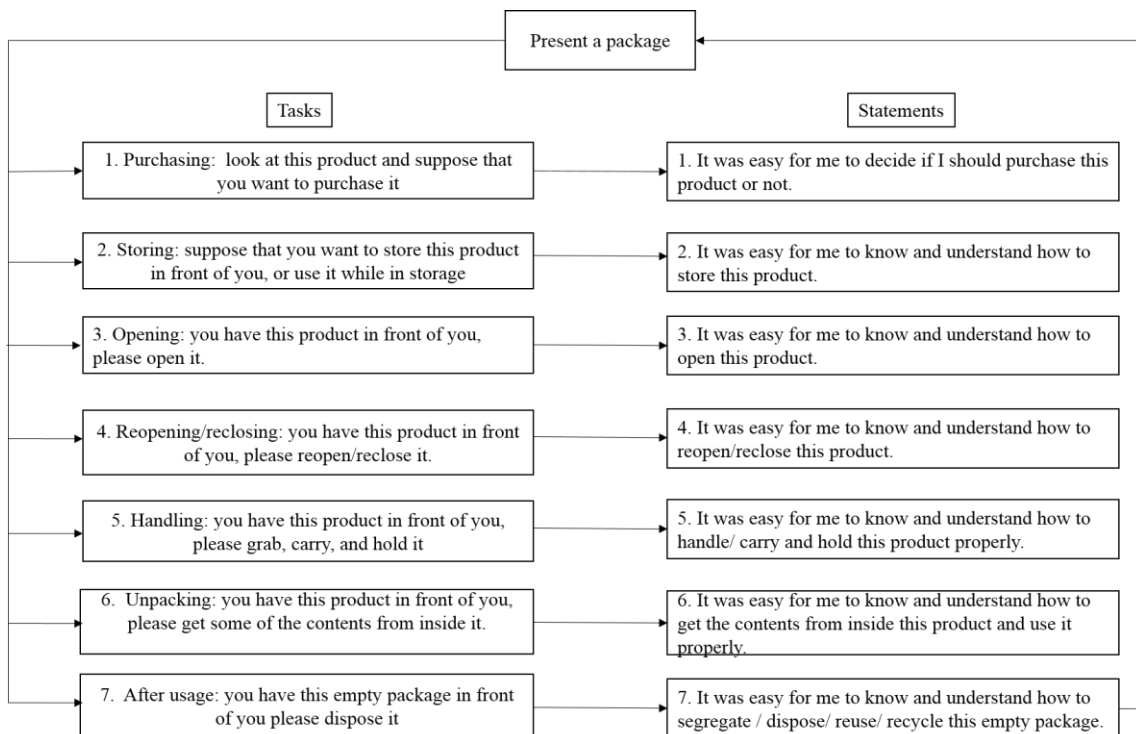 Present a package
Tasks
Statements
1. Purchasing: look at this product and suppose that
you want to purchase it
1. It was easy for me to decide if I should purchase this
product or not.
2. Storing: suppose that you want to store this product
in front of you, or use it while in storage
2. It was easy for me to know and understand how to
store this product.
3. Opening: you have this product in front of you,
please open it.
3. It was easy for me to know and understand how to
open this product.
4. Reopening/reclosing: you have this product in front
of you, please reopen/reclose it.
4. It was easy for me to know and understand how to
reopen/reclose this product.
5. Handling: you have this product in front of you,
please grab, carry, and hold it
5. It was easy for me to know and understand how to
handle/ carry and hold this product properly.
6. Unpacking: you have this product in front of you,
please get some of the contents from inside it.
6. It was easy for me to know and understand how to
get the contents from inside this product and use it
properly.
7. After usage: you have this empty package in front
of you please dispose it
7. It was easy for me to know and understand how to
segregate / dispose/ reuse/ recycle this empty package.